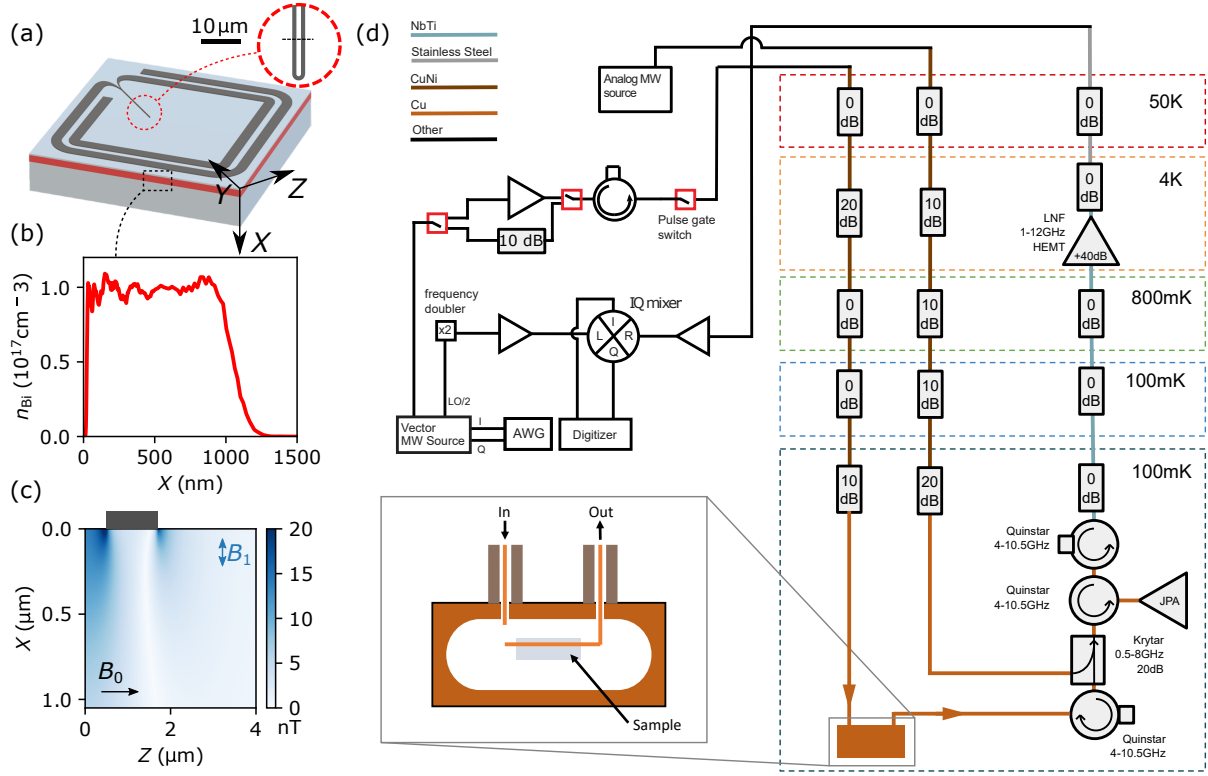 (a)
10 μm
Y
Z
X
(b)
n_Bi (10^17 cm−3)
1.0
0.5
0.0
0
500
1000
1500
X (nm)
(c)
0.0
0.5
1.0
X (μm)
B_1
B_0
0
2
4
Z (μm)
20
15
10
5
0
nT
(d)
NbTi
Stainless Steel
CuNi
Cu
Other
Analog MW
source
10 dB
Pulse gate
switch
frequency
doubler
x2
IQ mixer
I
L
R
Q
LO/2
Vector
MW Source
I
Q
AWG
Digitizer
In
Out
Sample
0
dB
0
dB
0
dB
50K
20
dB
10
dB
0
dB
4K
LNF
1-12GHz
HEMT
+40dB
0
dB
10
dB
0
dB
800mK
0
dB
10
dB
0
dB
100mK
10
dB
20
dB
0
dB
100mK
Quinstar
4-10.5GHz
Quinstar
4-10.5GHz
JPA
Krytar
0.5-8GHz
20dB
Quinstar
4-10.5GHz